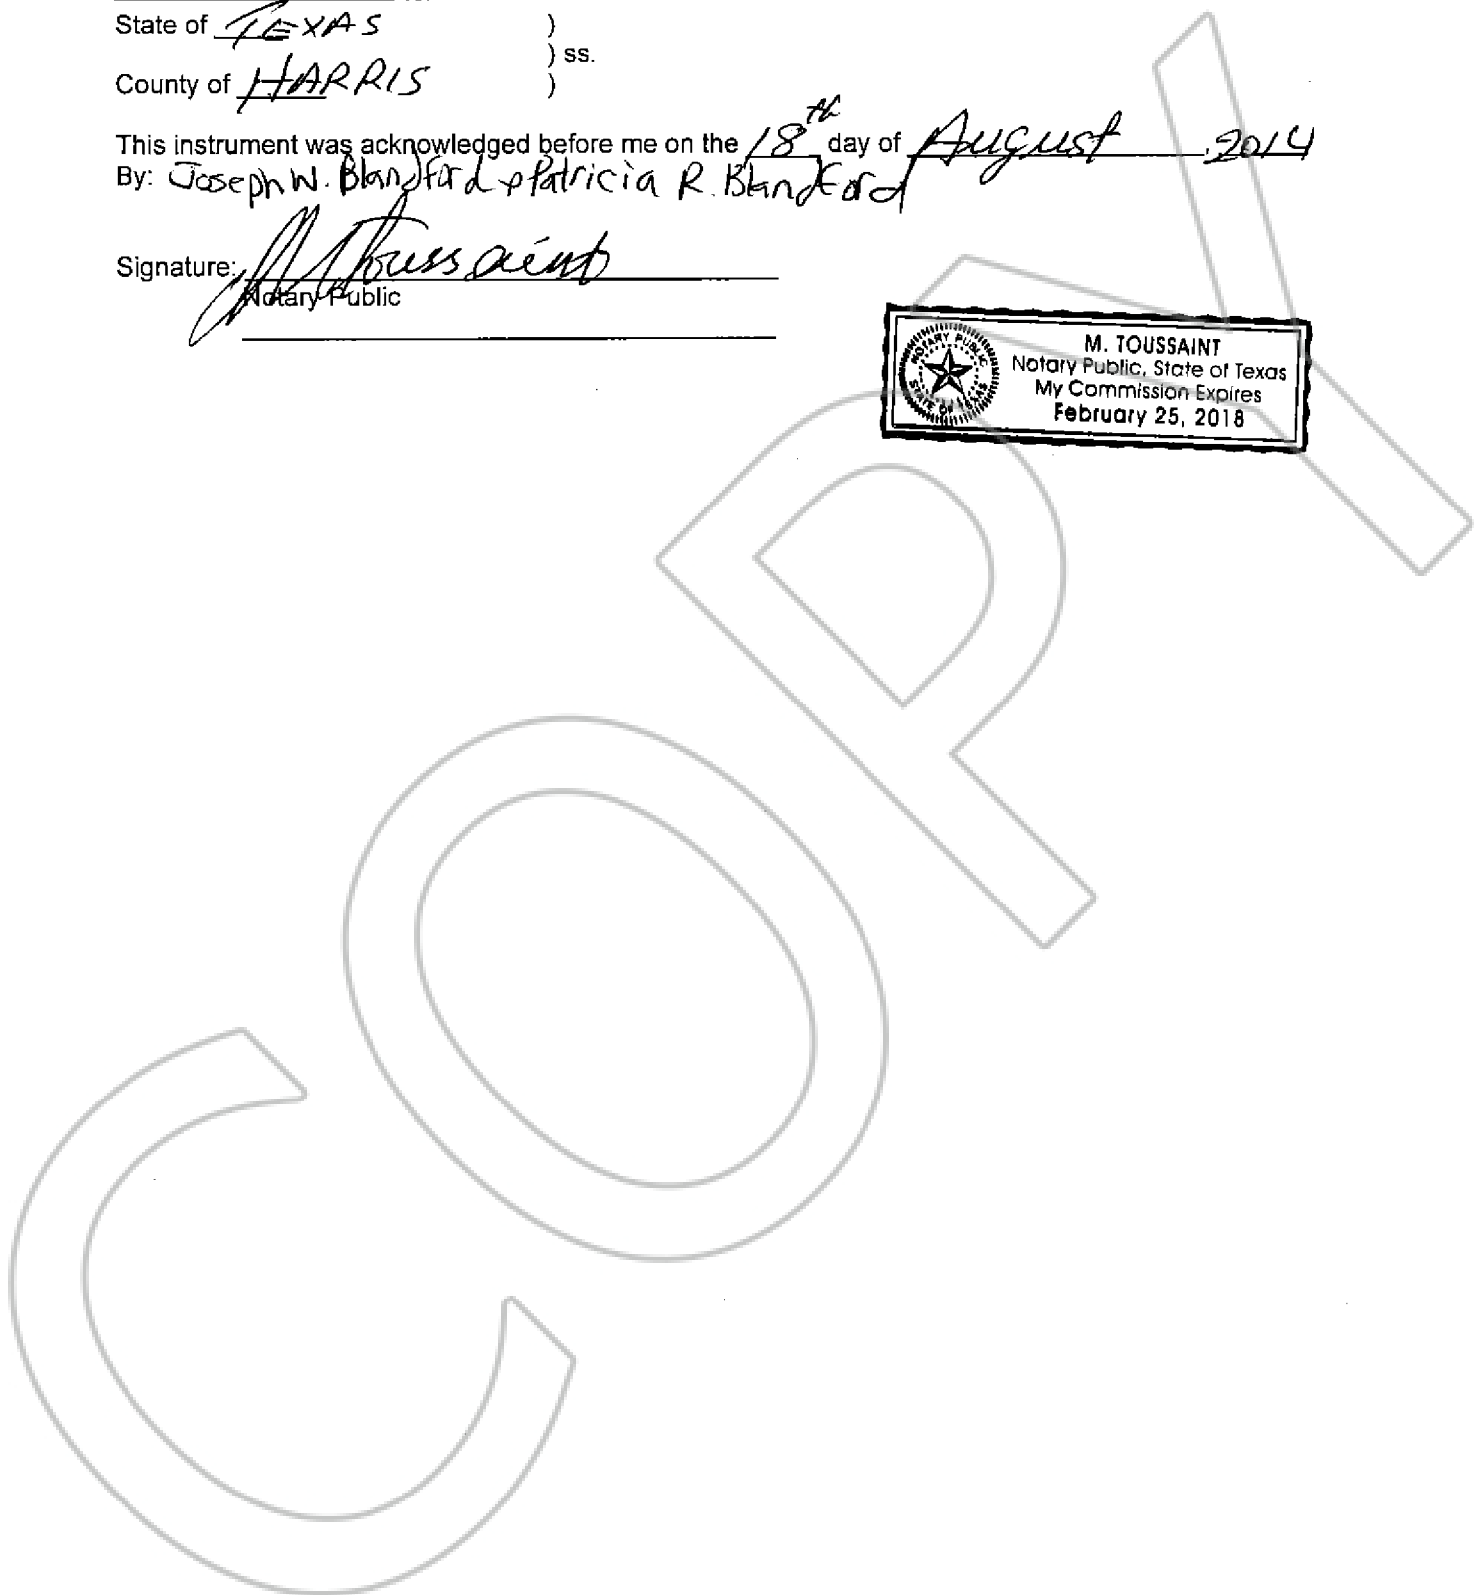 State of TEXAS )
) ss.
County of HARRIS )
This instrument was acknowledged before me on the 18th day of August, 2014
By: Joseph W. Blandford & Patricia R. Blandford
Signature: M Toussaint
Notary Public
NOTARY PUBLIC
STATE OF TEXAS
M. TOUSSAINT
Notary Public, State of Texas
My Commission Expires
February 25, 2018
COPY